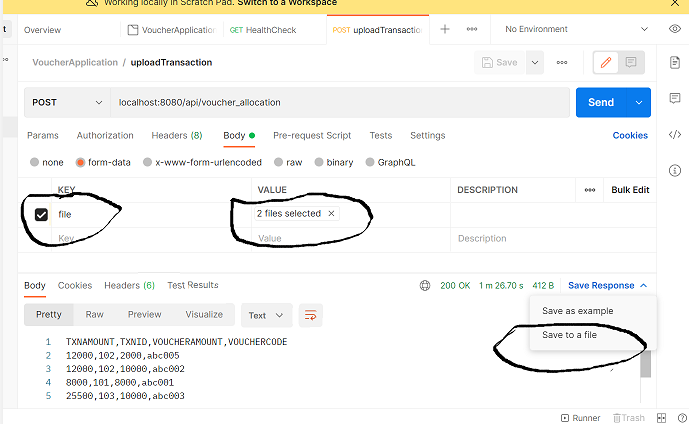 Working locally in Scratch Pad. Switch to a Workspace
Overview VoucherApplication GET HealthCheck POST uploadTransaction No Environment
VoucherApplication / uploadTransaction Save
POST localhost:8080/api/voucher_allocation Send
Params Authorization Headers (8) Body Pre-request Script Tests Settings Cookies
none form-data x-www-form-urlencoded raw binary GraphQL
KEY VALUE DESCRIPTION Bulk Edit
file 2 files selected
Key Value Description
Body Cookies Headers (6) Test Results 200 OK 1 m 26.70 s 412 B Save Response
Save as example
Save to a file
Pretty Raw Preview Visualize Text
1 TXNAMOUNT,TXNID,VOUCHERAMOUNT,VOUCHERCODE
2 12000,102,2000,abc005
3 12000,102,10000,abc002
4 8000,101,8000,abc001
5 25500,103,10000,abc003
Runner Trash